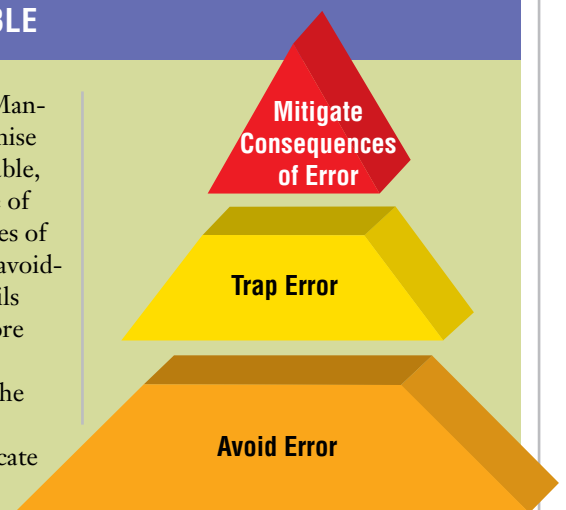 BLE
Man-
nise
ble,
of
es of
avoid-
ils
ore
he
cate
Mitigate
Consequences
of Error
Trap Error
Avoid Error